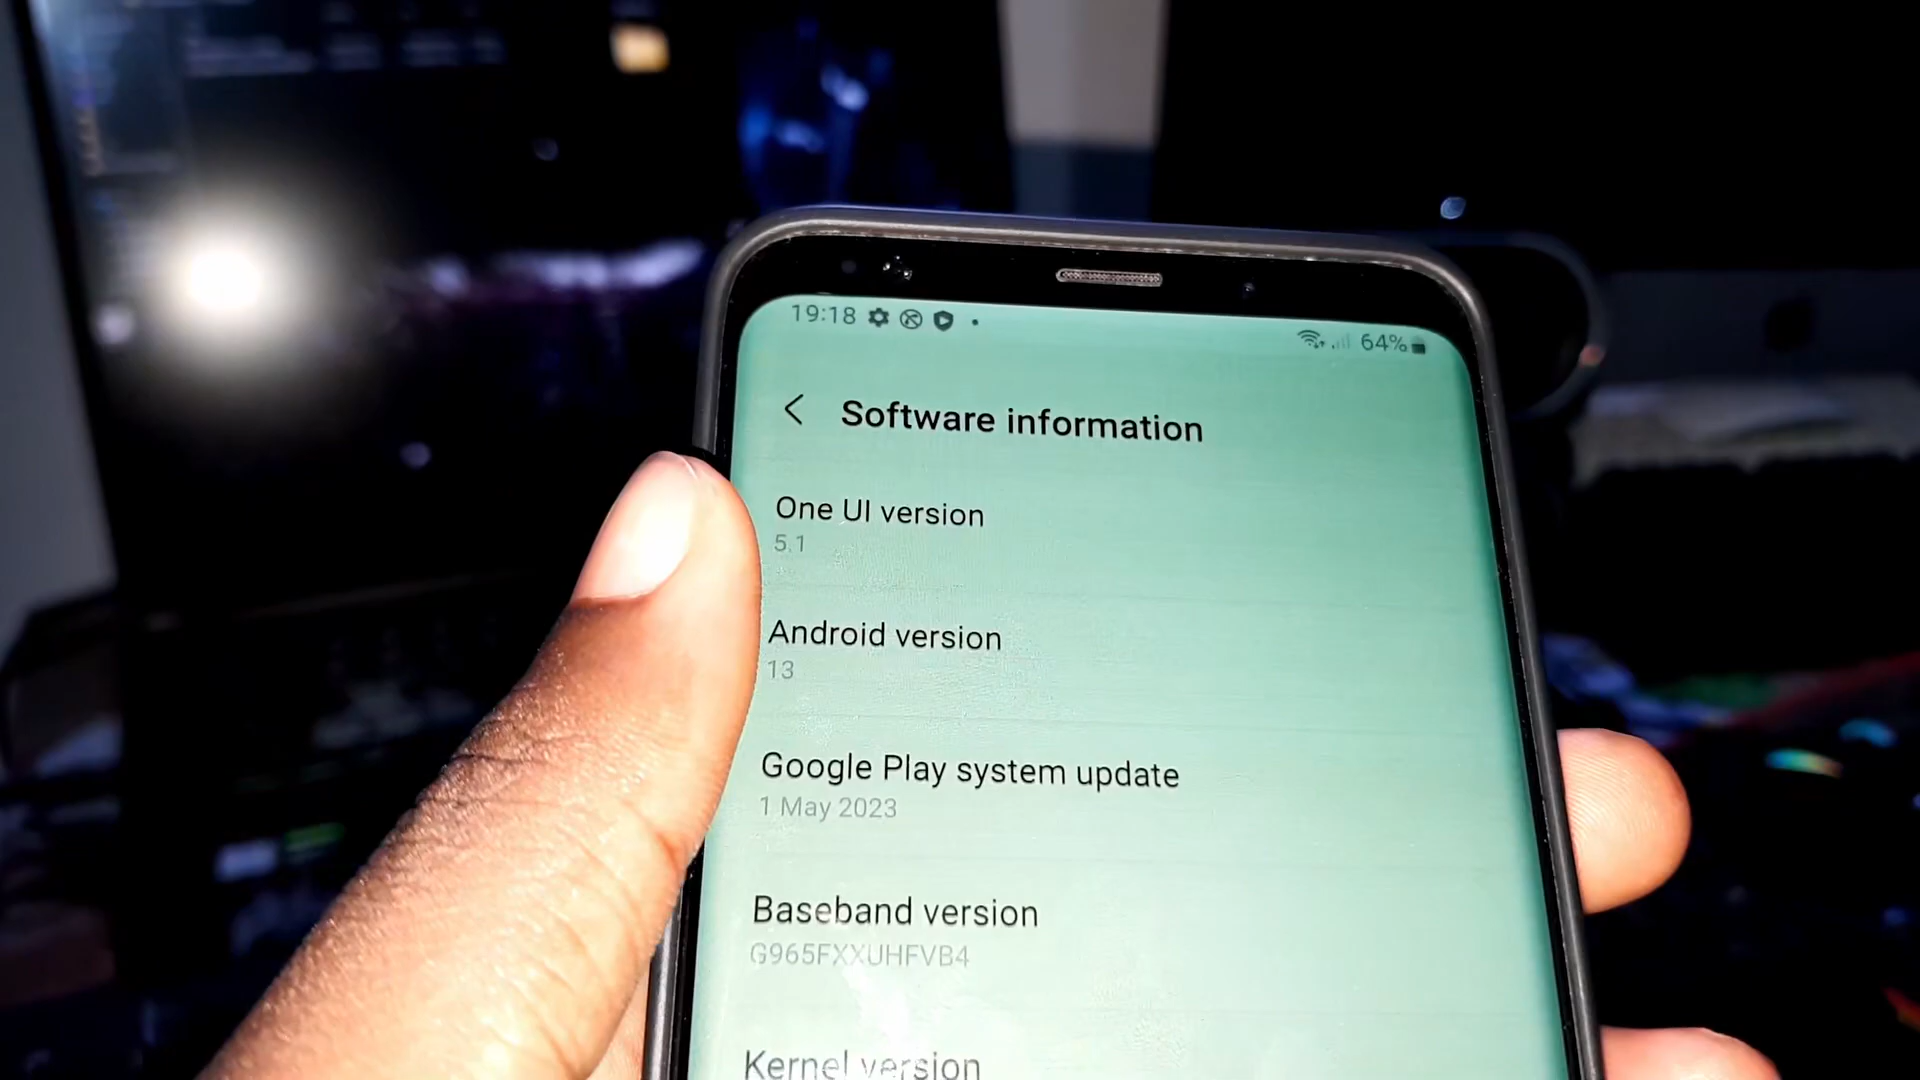 19:18 64%
Software information
One UI version
5.1
Android version
13
Google Play system update
1 May 2023
Baseband version
G965FXXUHFVB4
Kernel version